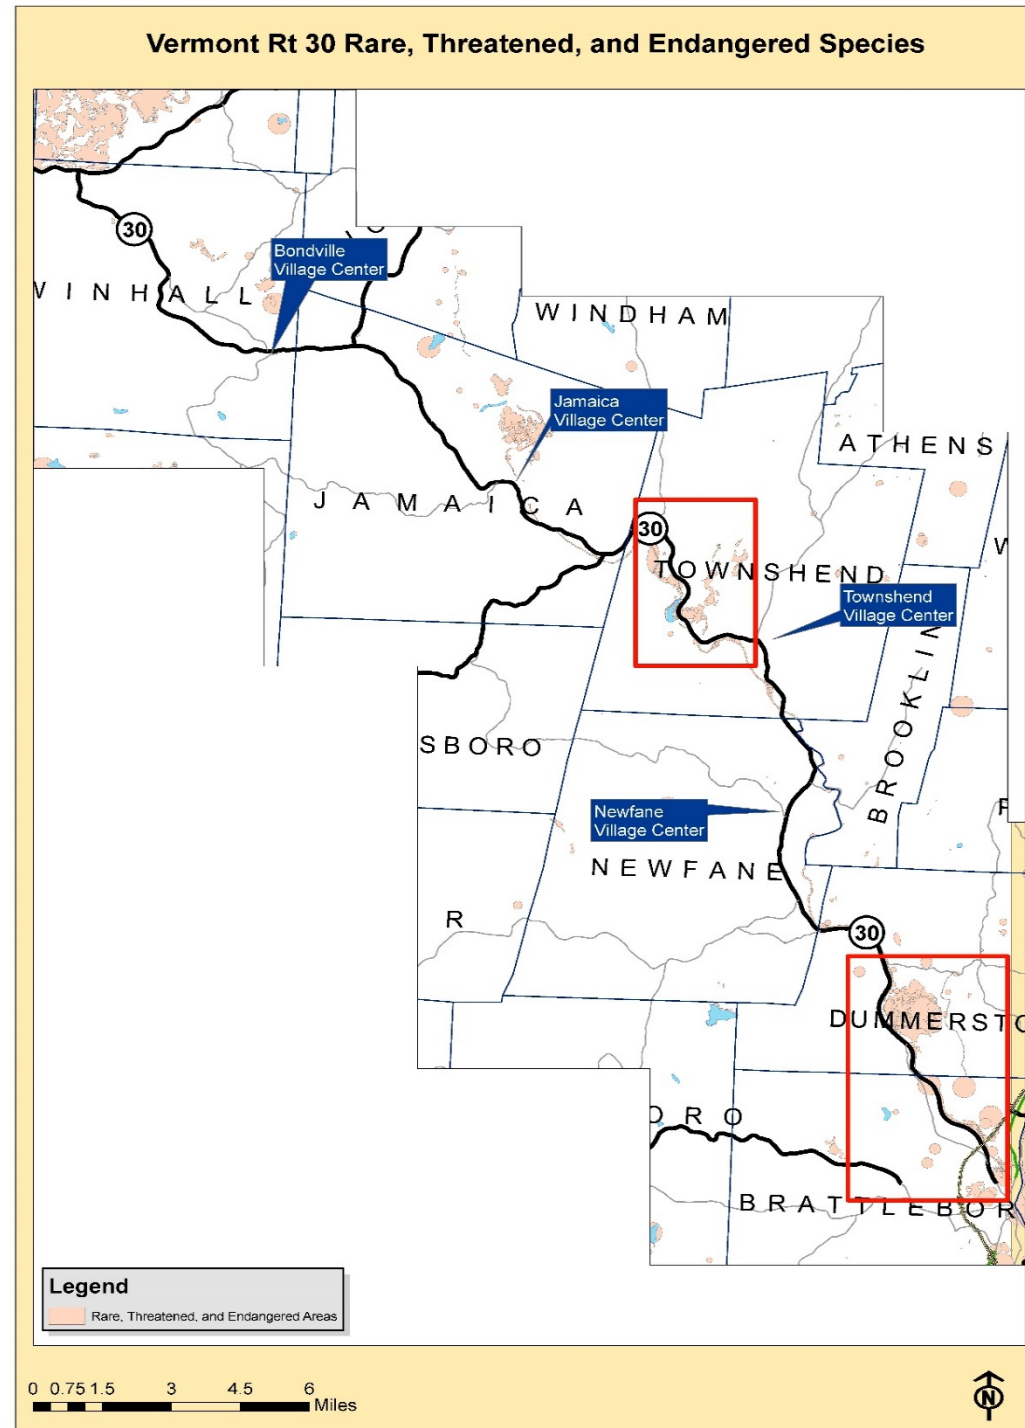 Vermont Rt 30 Rare, Threatened, and Endangered Species
30
Bondville
Village Center
WINHALL
WINDHAM
Jamaica
Village Center
ATHENS
JAMAICA
30
TOWNSHEND
Townshend
Village Center
BROOKLIN
SBORO
Newfane
Village Center
NEWFANE
R
30
DUMMERSTO
ORO
BRATTLEBOR
Legend
Rare, Threatened, and Endangered Areas
0 0.75 1.5 3 4.5 6
Miles
N